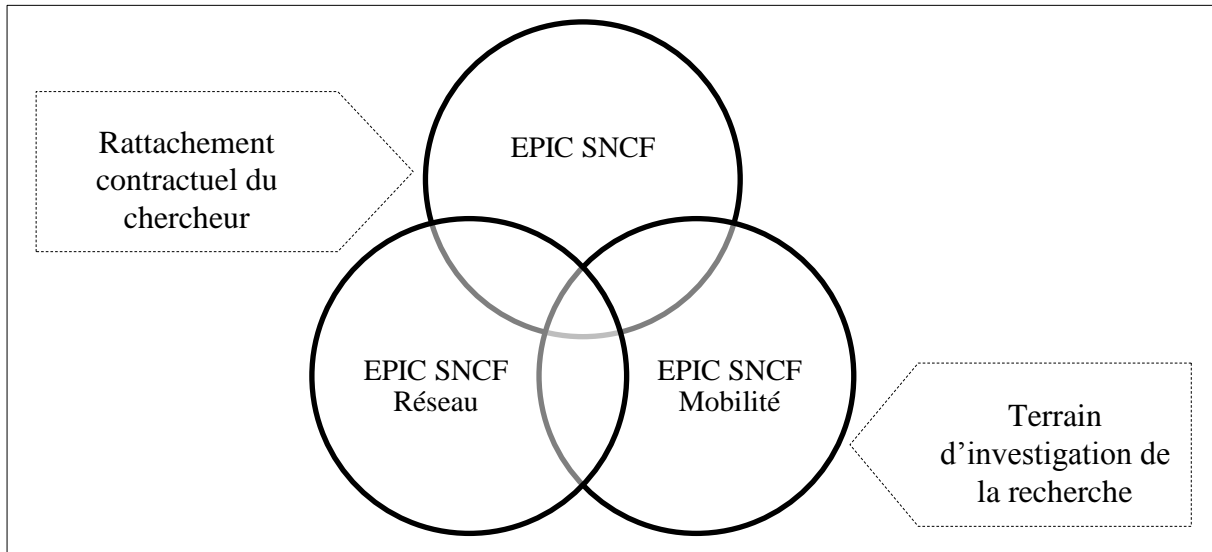 EPIC SNCF
Rattachement
contractuel du
chercheur
EPIC SNCF
Réseau
EPIC SNCF
Mobilité
Terrain
d’investigation de
la recherche